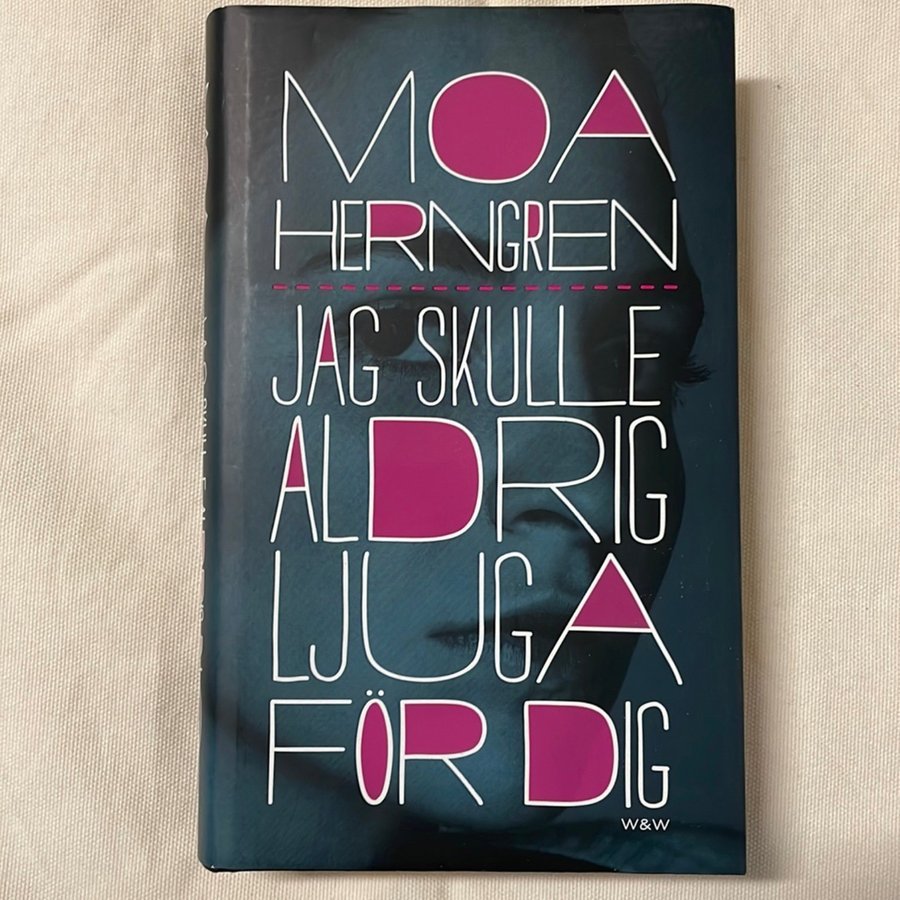 MOA
HERNGREN
JAG SKULLE
ALDRIG
LJUGA
FÖR DIG
W&W